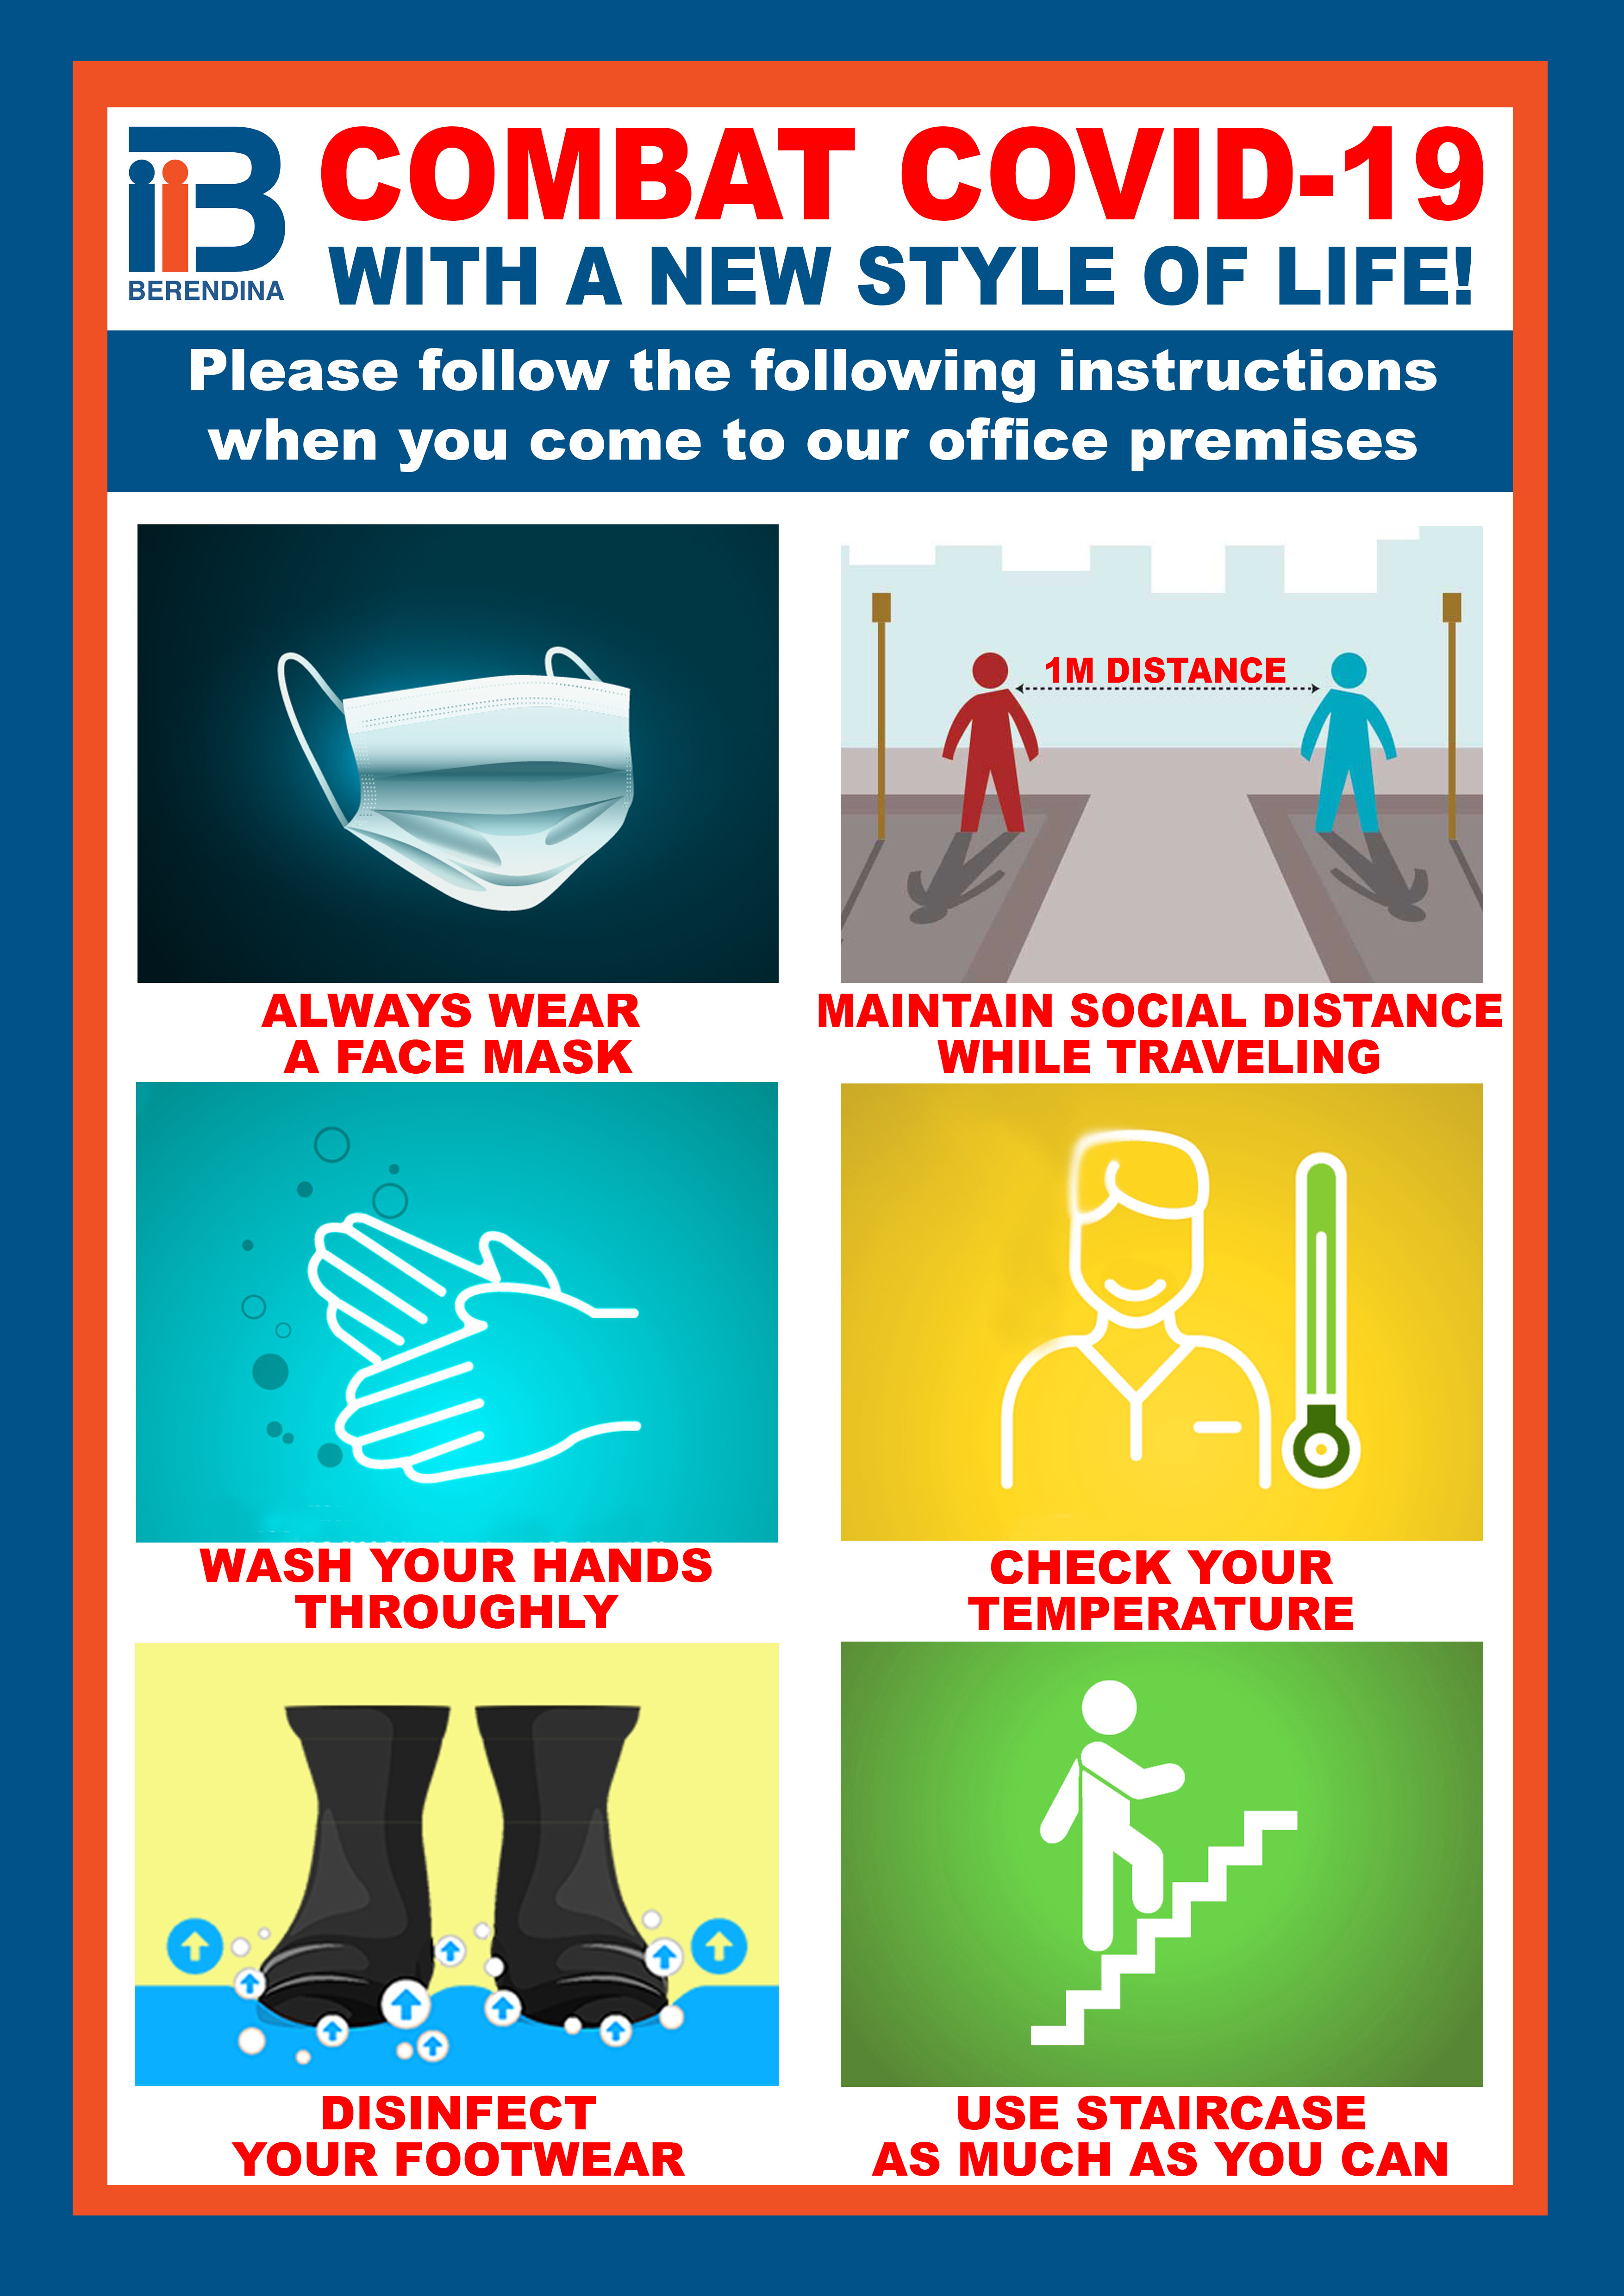 BERENDINA
COMBAT COVID-19
WITH A NEW STYLE OF LIFE!
Please follow the following instructions
when you come to our office premises
1M DISTANCE
ALWAYS WEAR
A FACE MASK
MAINTAIN SOCIAL DISTANCE
WHILE TRAVELING
WASH YOUR HANDS
THROUGHLY
CHECK YOUR
TEMPERATURE
DISINFECT
YOUR FOOTWEAR
USE STAIRCASE
AS MUCH AS YOU CAN